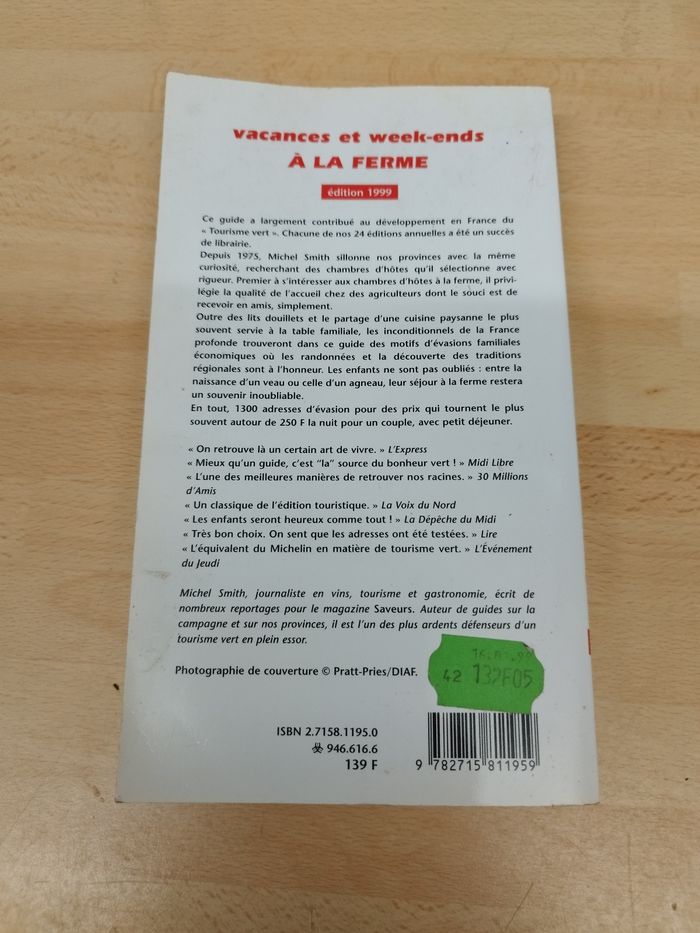 vacances et week-ends
À LA FERME
édition 1999
Ce guide a largement contribué au développement en France du
« Tourisme vert ». Chacune de nos 24 éditions annuelles a été un succès
de librairie.
Depuis 1975, Michel Smith sillonne nos provinces avec la même
curiosité, recherchant des chambres d'hôtes qu'il sélectionne avec
rigueur. Premier à s'intéresser aux chambres d'hôtes à la ferme, il privi-
légie la qualité de l'accueil chez des agriculteurs dont le souci est de
recevoir en amis, simplement.
Outre des lits douillets et le partage d'une cuisine paysanne le plus
souvent servie à la table familiale, les inconditionnels de la France
profonde trouveront dans ce guide des motifs d'évasions familiales
économiques où les randonnées et la découverte des traditions
régionales sont à l'honneur. Les enfants ne sont pas oubliés : entre la
naissance d'un veau ou celle d'un agneau, leur séjour à la ferme restera
un souvenir inoubliable.
En tout, 1300 adresses d'évasion pour des prix qui tournent le plus
souvent autour de 250 F la nuit pour un couple, avec petit déjeuner.
« On retrouve là un certain art de vivre. » L'Express
« Mieux qu'un guide, c'est "la" source du bonheur vert ! » Midi Libre
« L'une des meilleures manières de retrouver nos racines. » 30 Millions
d'Amis
« Un classique de l'édition touristique. » La Voix du Nord
« Les enfants seront heureux comme tout ! » La Dépêche du Midi
« Très bon choix. On sent que les adresses ont été testées. » Lire
« L'équivalent du Michelin en matière de tourisme vert. » L'Événement
du Jeudi
Michel Smith, journaliste en vins, tourisme et gastronomie, écrit de
nombreux reportages pour le magazine Saveurs. Auteur de guides sur la
campagne et sur nos provinces, il est l'un des plus ardents défenseurs d'un
tourisme vert en plein essor.
Photographie de couverture © Pratt-Pries/DIAF.
42 132F05
ISBN 2.7158.1195.0
946.616.6
139 F
9 782715 811959